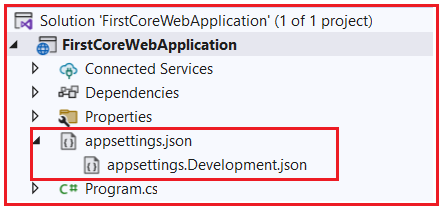 Solution 'FirstCoreWebApplication' (1 of 1 project)
FirstCoreWebApplication
Connected Services
Dependencies
Properties
appsettings.json
appsettings.Development.json
C# Program.cs